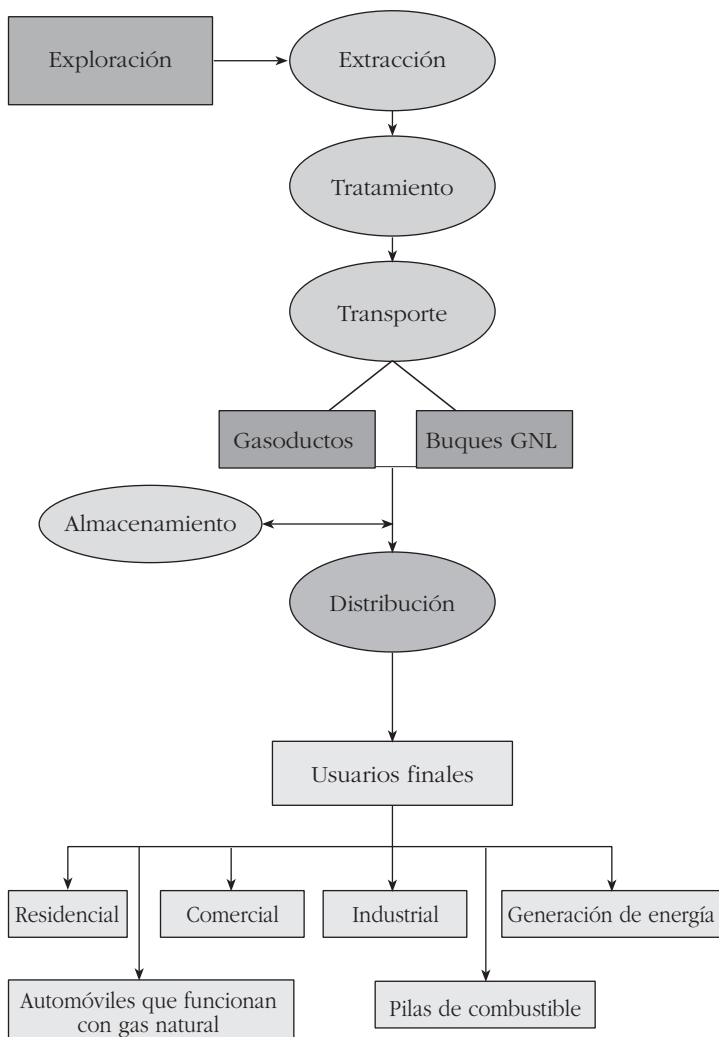 Exploración
Extracción
Tratamiento
Transporte
Gasoductos
Buques GNL
Almacenamiento
Distribución
Usuarios finales
Residencial
Comercial
Industrial
Generación de energía
Automóviles que funcionan
con gas natural
Pilas de combustible